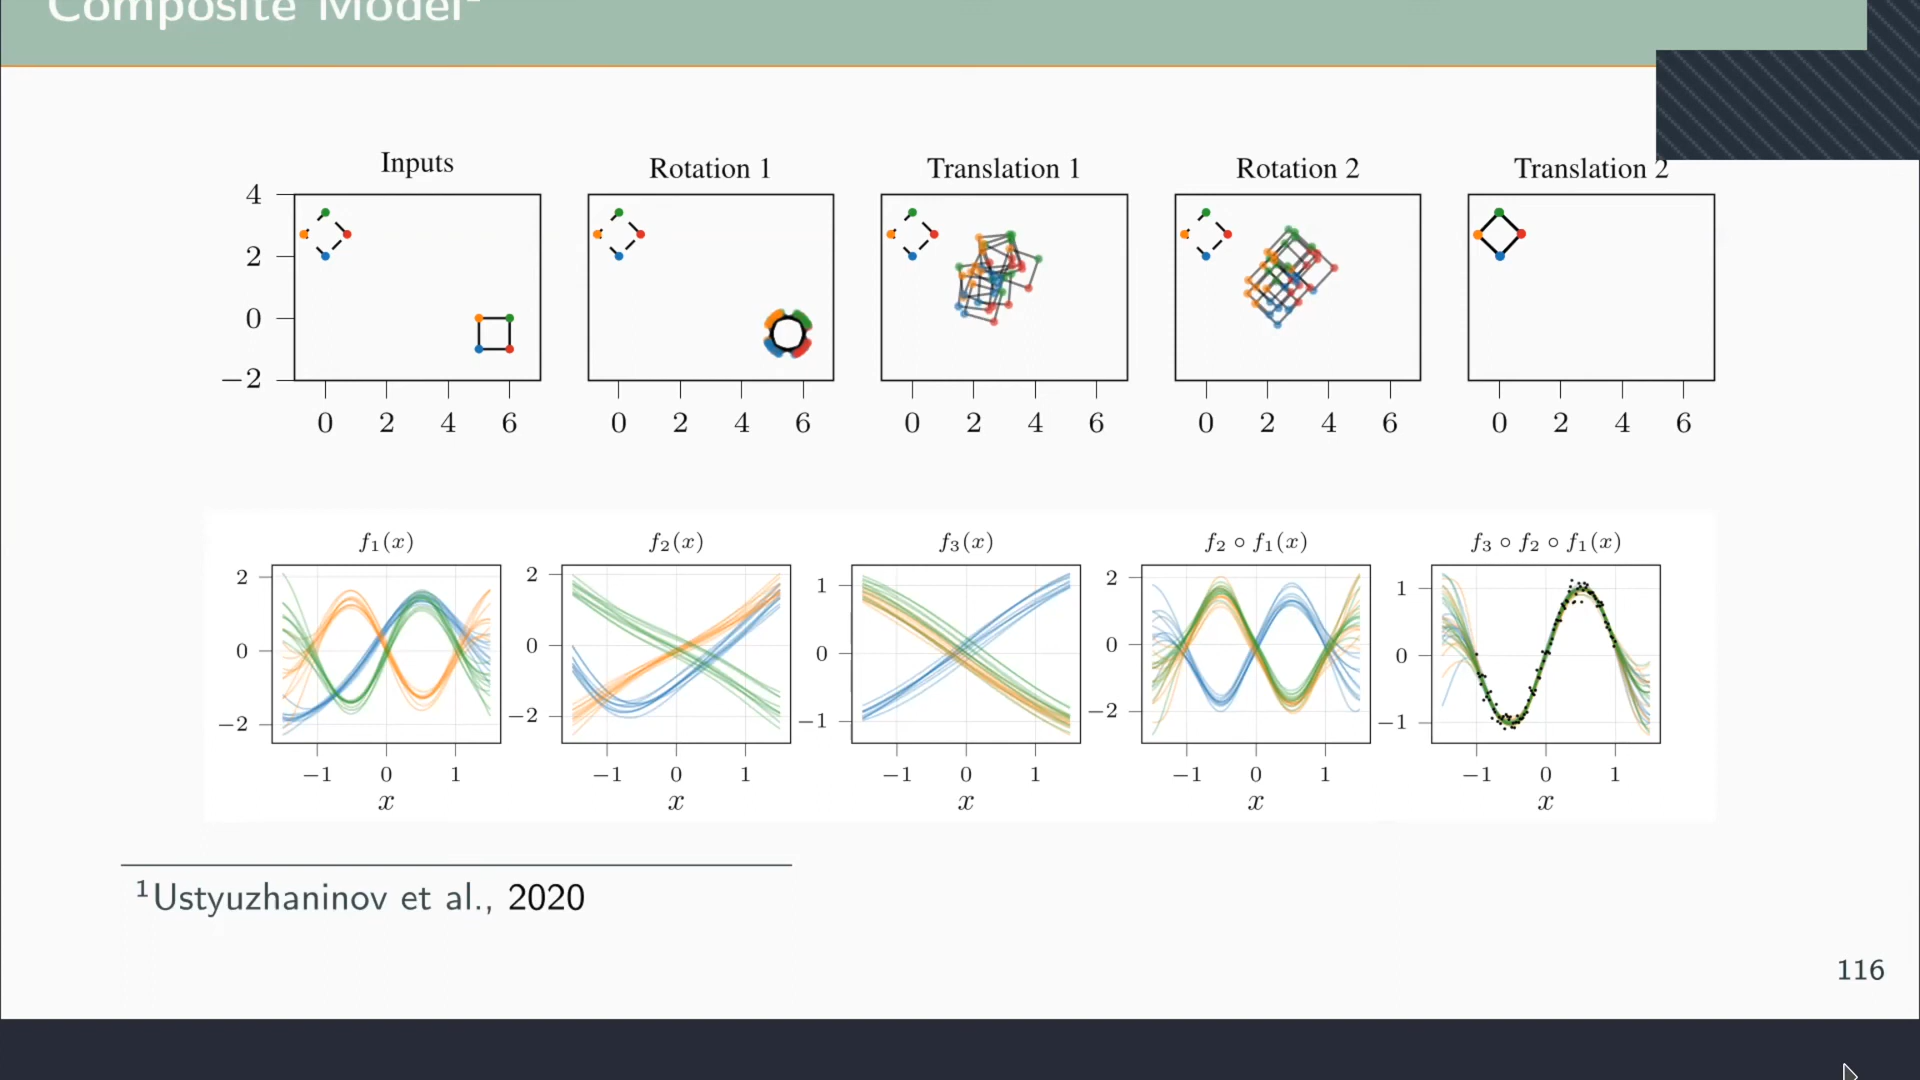 Composite Model¹
Inputs Rotation 1 Translation 1 Rotation 2 Translation 2
4
2
0
−2
0 2 4 6 0 2 4 6 0 2 4 6 0 2 4 6 0 2 4 6
f₁(x) f₂(x) f₃(x) f₂ ∘ f₁(x) f₃ ∘ f₂ ∘ f₁(x)
2 2 1 2 1
0 0 0 0 0
−2 −2 −1 −2 −1
−1 0 1 −1 0 1 −1 0 1 −1 0 1 −1 0 1
x x x x x
¹Ustyuzhaninov et al., 2020
116